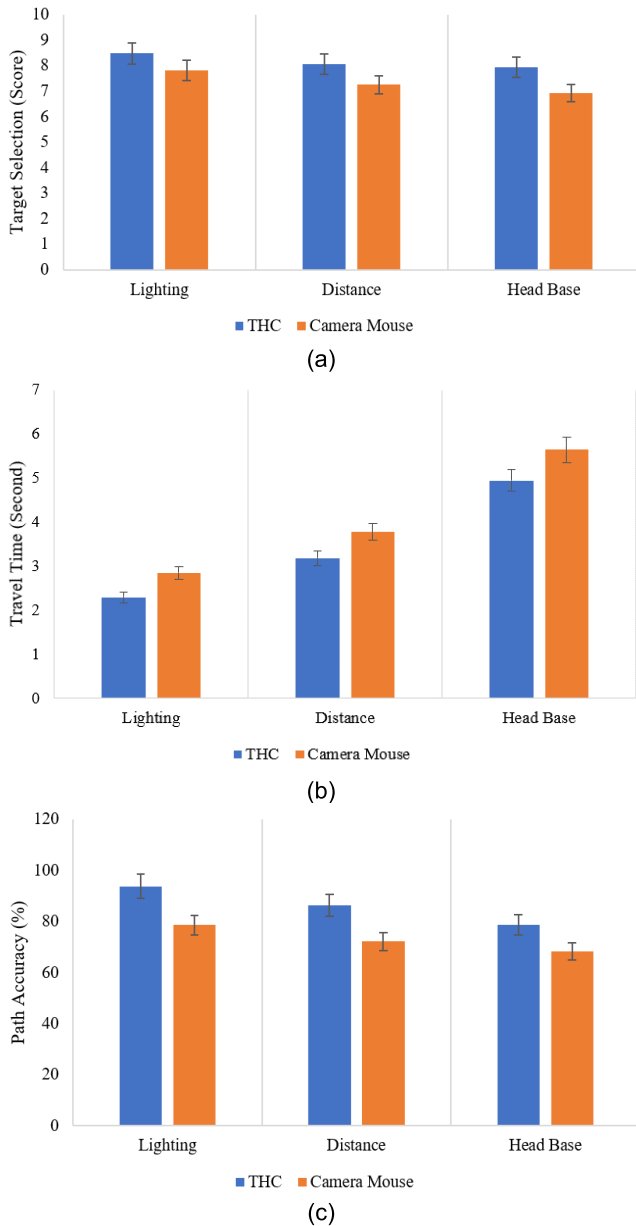 10
9
8
7
6
5
4
3
2
1
0
Target Selection (Score)
Lighting Distance Head Base
THC Camera Mouse
(a)
7
6
5
4
3
2
1
0
Travel Time (Second)
Lighting Distance Head Base
THC Camera Mouse
(b)
120
100
80
60
40
20
0
Path Accuracy (%)
Lighting Distance Head Base
THC Camera Mouse
(c)